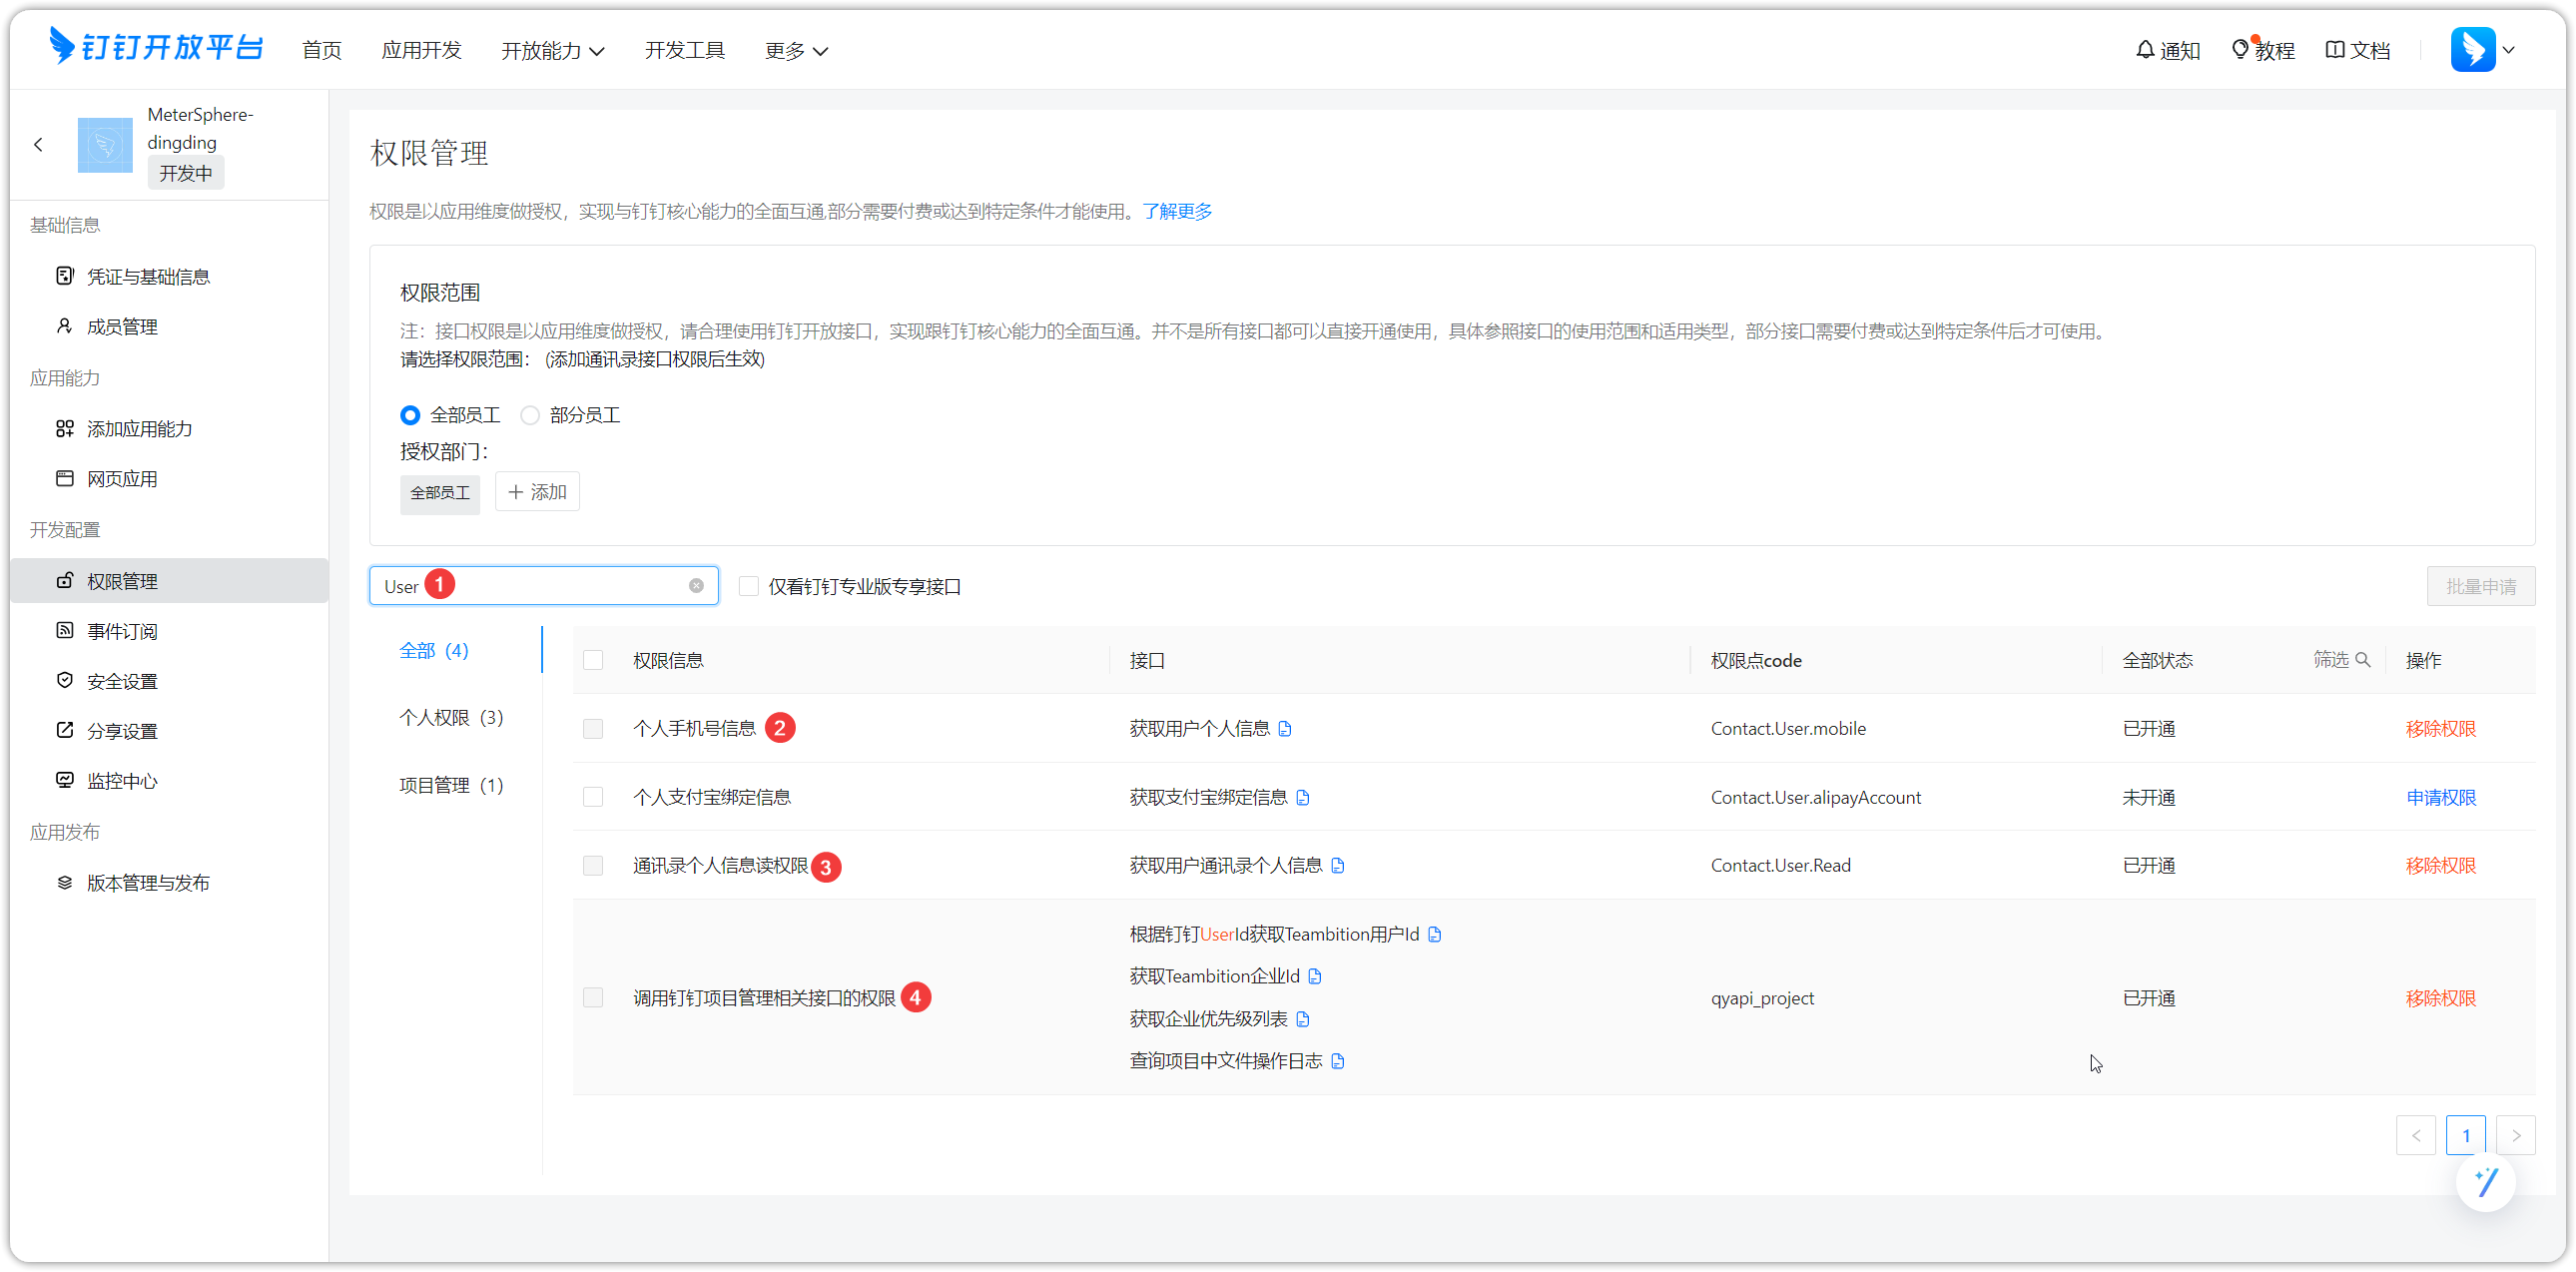 钉钉开放平台 首页 应用开发 开放能力 开发工具 更多 通知 教程 文档
MeterSphere-
dingding
开发中
基础信息
凭证与基础信息
成员管理
应用能力
添加应用能力
网页应用
开发配置
权限管理
事件订阅
安全设置
分享设置
监控中心
应用发布
版本管理与发布
权限管理
权限是以应用维度做授权，实现与钉钉核心能力的全面互通,部分需要付费或达到特定条件才能使用。了解更多
权限范围
注：接口权限是以应用维度做授权，请合理使用钉钉开放接口，实现跟钉钉核心能力的全面互通。并不是所有接口都可以直接开通使用，具体参照接口的使用范围和适用类型，部分接口需要付费或达到特定条件后才可使用。
请选择权限范围： (添加通讯录接口权限后生效)
全部员工 部分员工
授权部门：
全部员工 + 添加
User 1 仅看钉钉专业版专享接口 批量申请
全部（4）
个人权限（3）
项目管理（1）
权限信息 接口 权限点code 全部状态 筛选 操作
个人手机号信息 2 获取用户个人信息 Contact.User.mobile 已开通 移除权限
个人支付宝绑定信息 获取支付宝绑定信息 Contact.User.alipayAccount 未开通 申请权限
通讯录个人信息读权限 3 获取用户通讯录个人信息 Contact.User.Read 已开通 移除权限
调用钉钉项目管理相关接口的权限 4 根据钉钉UserId获取Teambition用户Id
获取Teambition企业Id
获取企业优先级列表
查询项目中文件操作日志
qyapi_project 已开通 移除权限
< 1 >